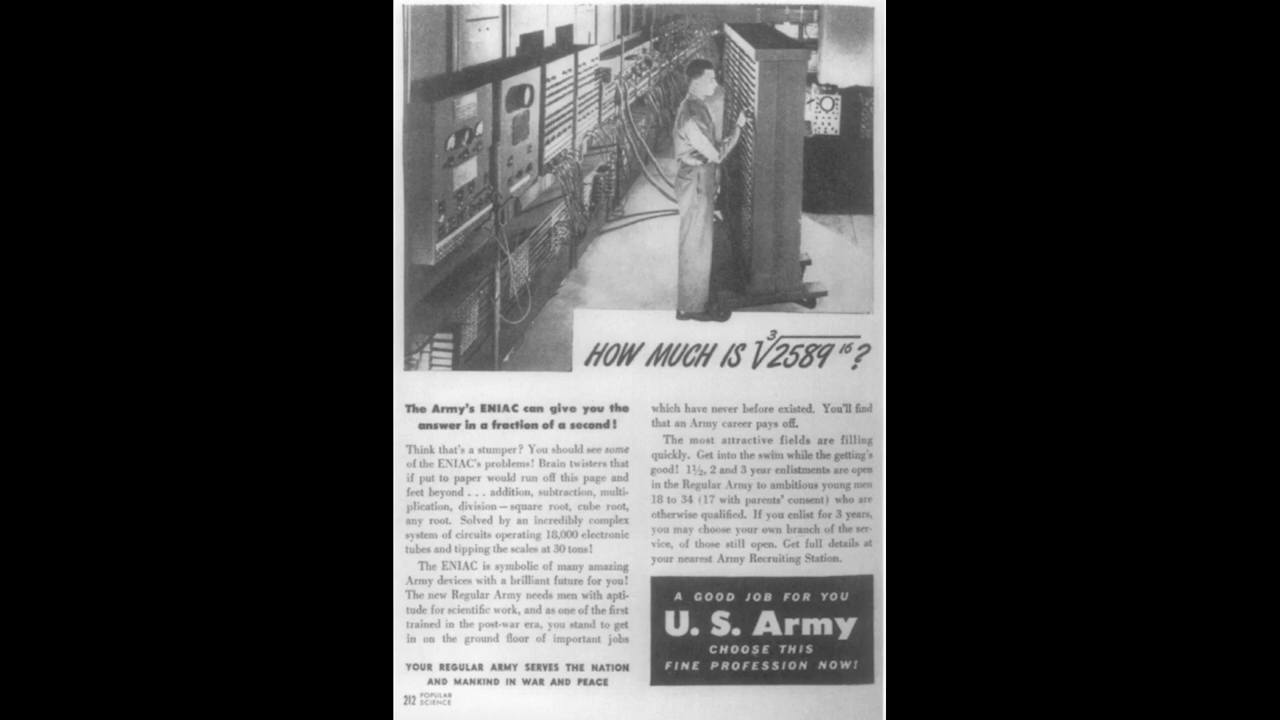 HOW MUCH IS ∛2589¹⁶?
The Army's ENIAC can give you the
answer in a fraction of a second!
Think that's a stumper? You should see some
of the ENIAC's problems! Brain twisters that
if put to paper would run off this page and
feet beyond . . . addition, subtraction, multi-
plication, division—square root, cube root,
any root. Solved by an incredibly complex
system of circuits operating 18,000 electronic
tubes and tipping the scales at 30 tons!
The ENIAC is symbolic of many amazing
Army devices with a brilliant future for you!
The new Regular Army needs men with apti-
tude for scientific work, and as one of the first
trained in the post-war era, you stand to get
in on the ground floor of important jobs
YOUR REGULAR ARMY SERVES THE NATION
AND MANKIND IN WAR AND PEACE
212 POPULAR
SCIENCE
which have never before existed. You'll find
that an Army career pays off.
The most attractive fields are filling
quickly. Get into the swim while the getting's
good! 1½, 2 and 3 year enlistments are open
in the Regular Army to ambitious young men
18 to 34 (17 with parents' consent) who are
otherwise qualified. If you enlist for 3 years,
you may choose your own branch of the ser-
vice, of those still open. Get full details at
your nearest Army Recruiting Station.
A GOOD JOB FOR YOU
U. S. Army
CHOOSE THIS
FINE PROFESSION NOW!